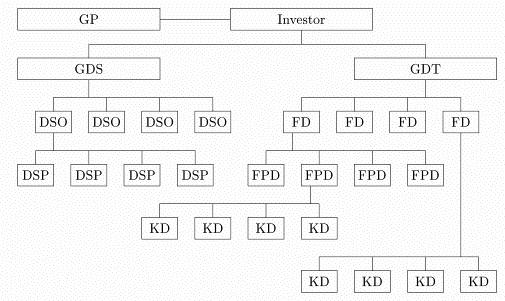 GP Investor
GDS GDT
DSO DSO DSO DSO FD FD FD FD
DSP DSP DSP DSP FPD FPD FPD FPD
KD KD KD KD
KD KD KD KD